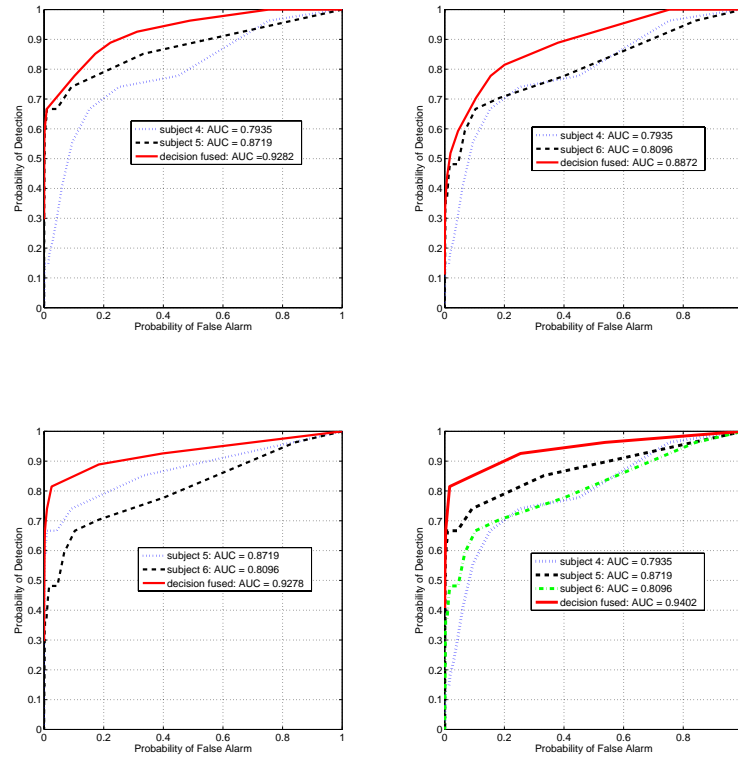 1
0.9
0.8
0.7
0.6
0.5
0.4
0.3
0.2
0.1
0
Probability of Detection
subject 4: AUC = 0.7935
subject 5: AUC = 0.8719
decision fused: AUC =0.9282
0 0.2 0.4 0.6 0.8 1
Probability of False Alarm
1
0.9
0.8
0.7
0.6
0.5
0.4
0.3
0.2
0.1
0
Probability of Detection
subject 4: AUC = 0.7935
subject 6: AUC = 0.8096
decision fused: AUC = 0.8872
0 0.2 0.4 0.6 0.8
Probability of False Alarm
1
0.9
0.8
0.7
0.6
0.5
0.4
0.3
0.2
0.1
0
Probability of Detection
subject 5: AUC = 0.8719
subject 6: AUC = 0.8096
decision fused: AUC = 0.9278
0 0.2 0.4 0.6 0.8 1
Probability of False Alarm
1
0.9
0.8
0.7
0.6
0.5
0.4
0.3
0.2
0.1
0
Probability of Detection
subject 4: AUC = 0.7935
subject 5: AUC = 0.8719
subject 6: AUC = 0.8096
decision fused: AUC = 0.9402
0 0.2 0.4 0.6 0.8
Probability of False Alarm